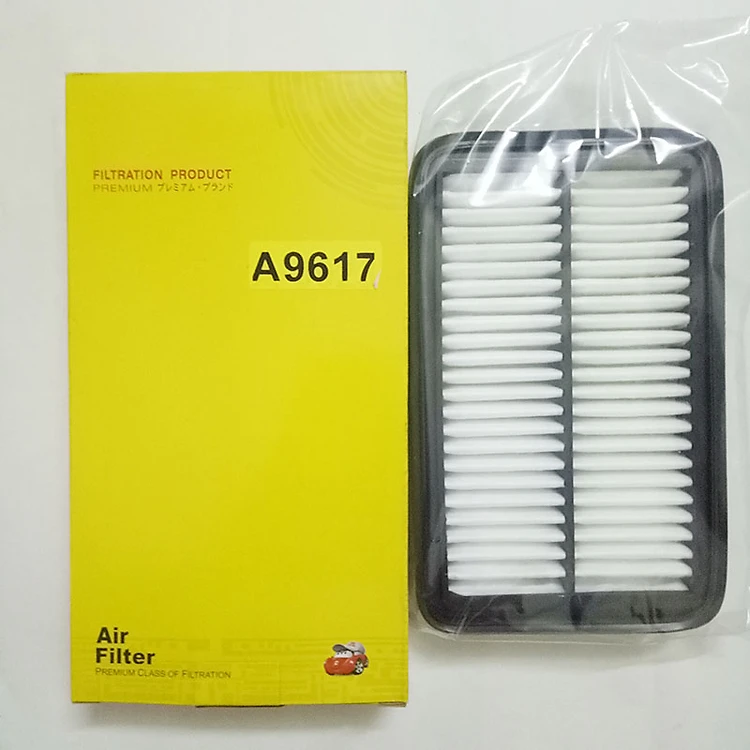 FILTRATION PRODUCT
PREMIUM プレミアム・ブランド
A9617
Air
Filter
PREMIUM CLASS OF FILTRATION